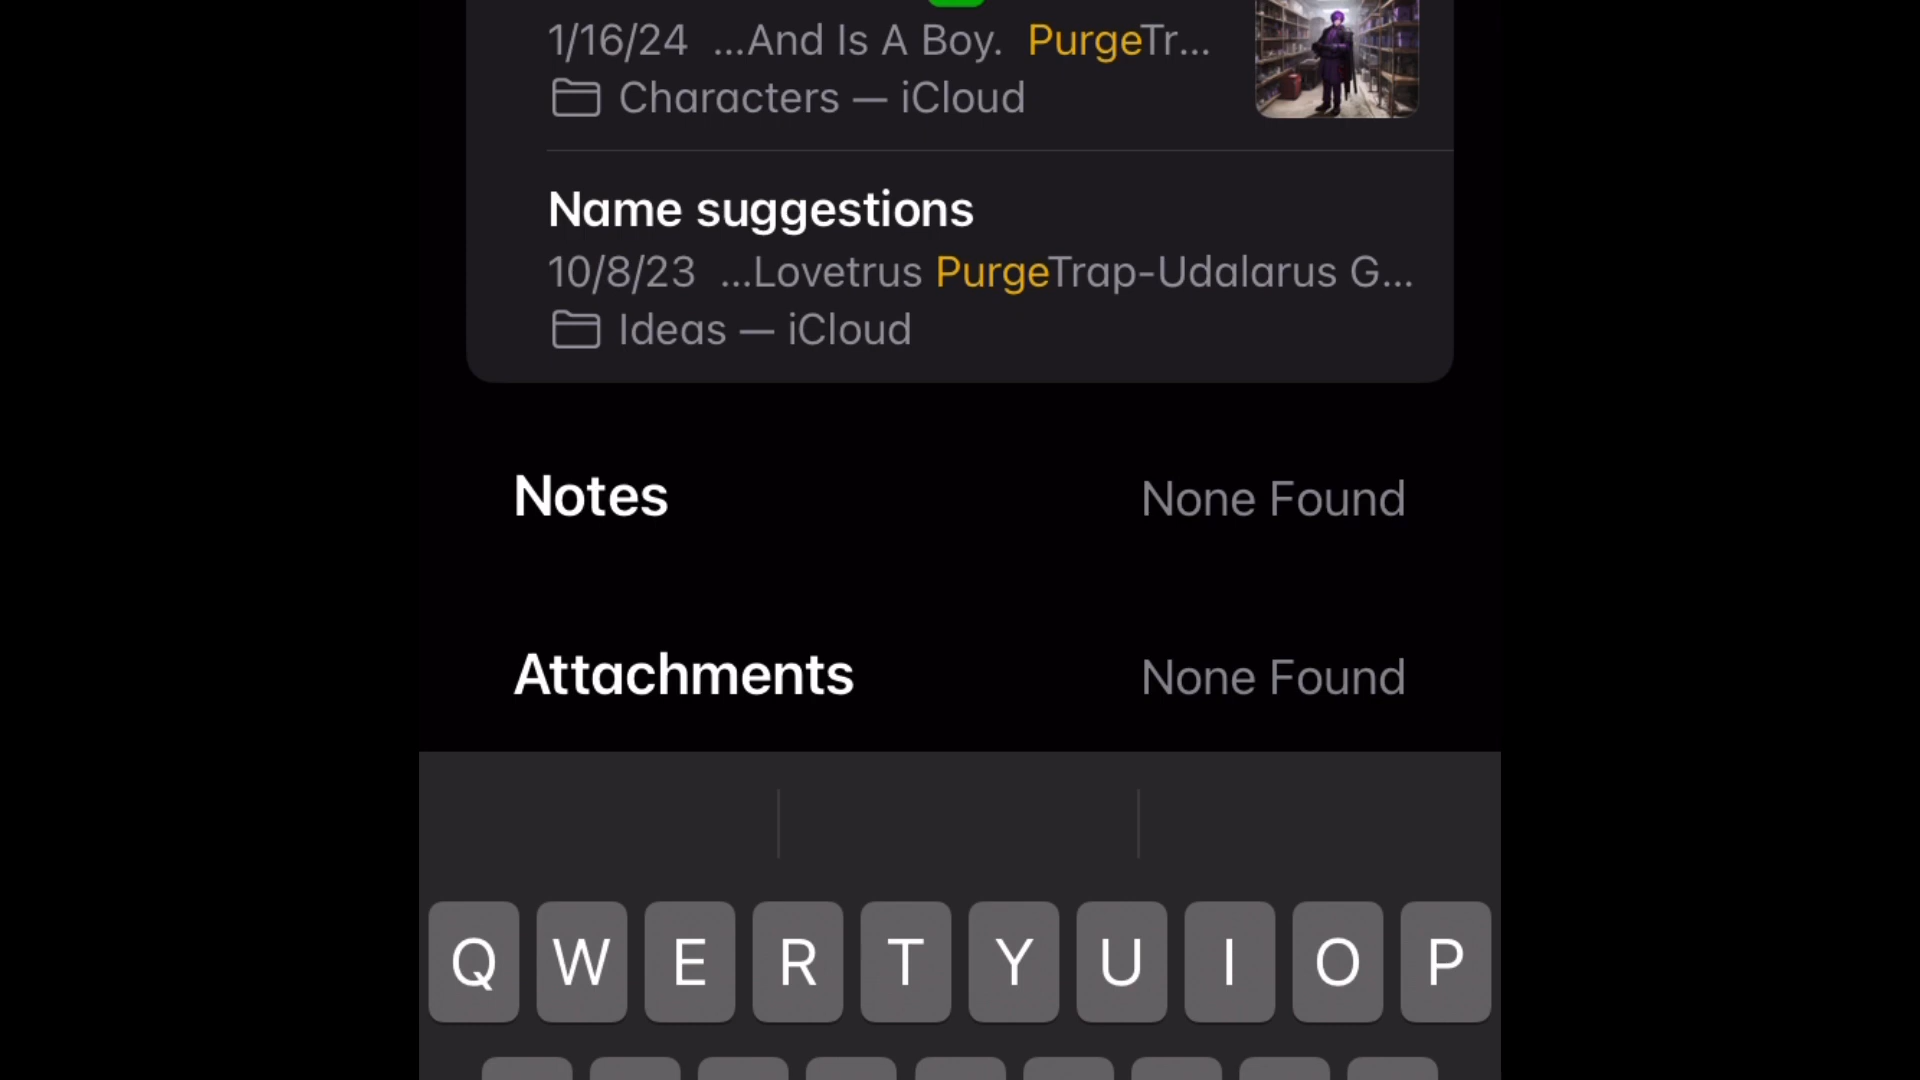 1/16/24 ...And Is A Boy. PurgeTr...
Characters — iCloud
Name suggestions
10/8/23 ...Lovetrus PurgeTrap-Udalarus G...
Ideas — iCloud
Notes None Found
Attachments None Found
Q W E R T Y U I O P